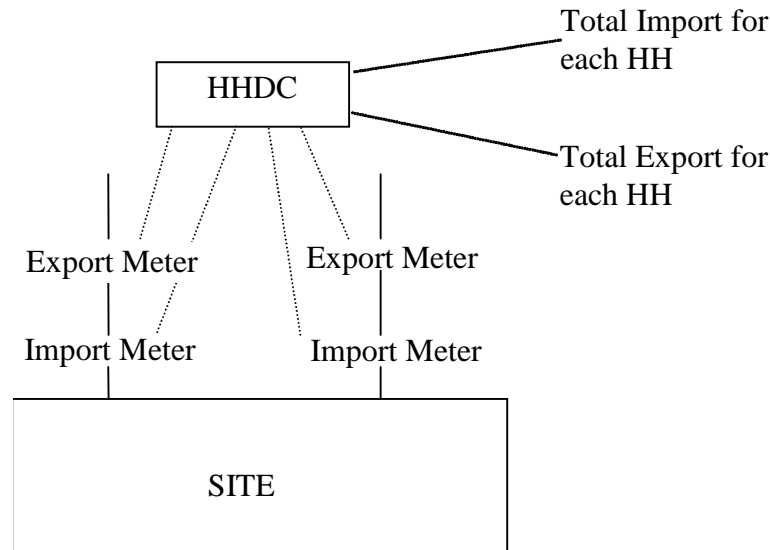 Total Import for
each HH
HHDC
Total Export for
each HH
Export Meter
Export Meter
Import Meter
Import Meter
SITE